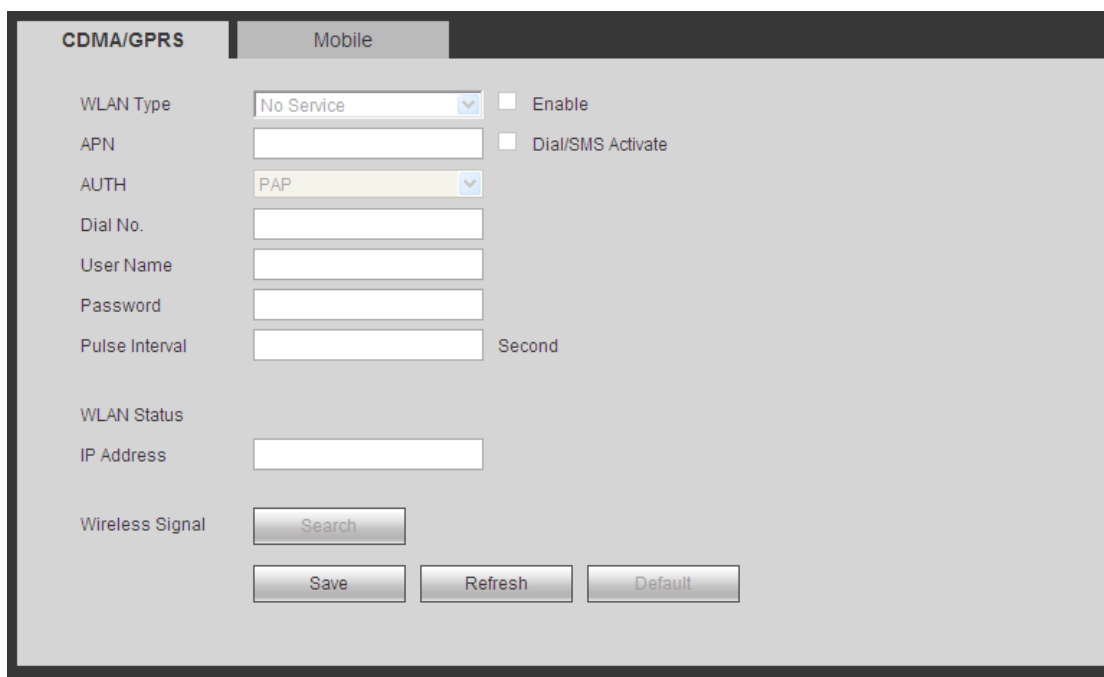 CDMA/GPRS Mobile
WLAN Type No Service Enable
APN Dial/SMS Activate
AUTH PAP
Dial No.
User Name
Password
Pulse Interval Second
WLAN Status
IP Address
Wireless Signal Search
Save Refresh Default